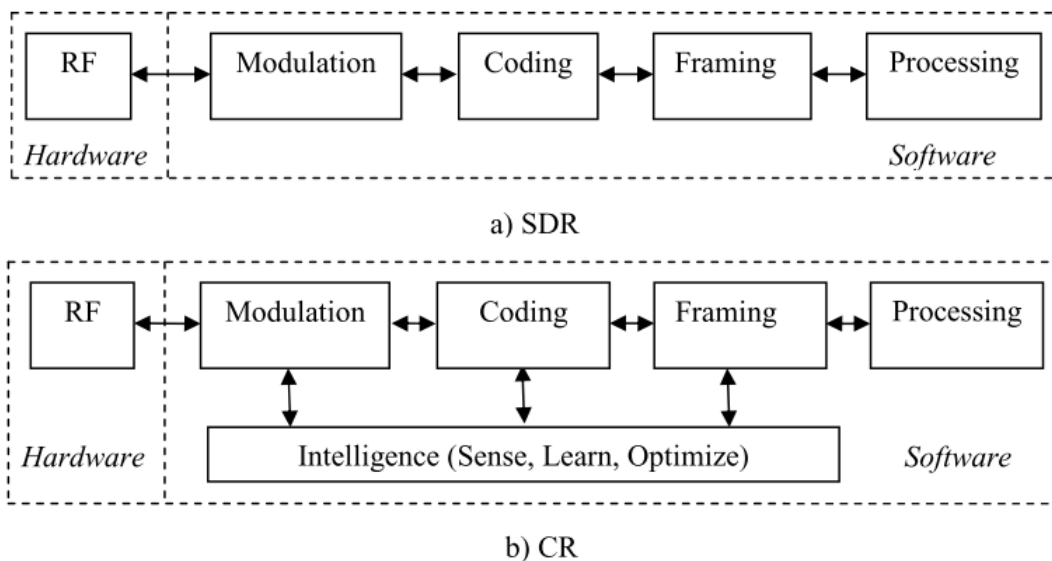 RF Modulation Coding Framing Processing
Hardware Software
a) SDR
RF Modulation Coding Framing Processing
Hardware Intelligence (Sense, Learn, Optimize) Software
b) CR